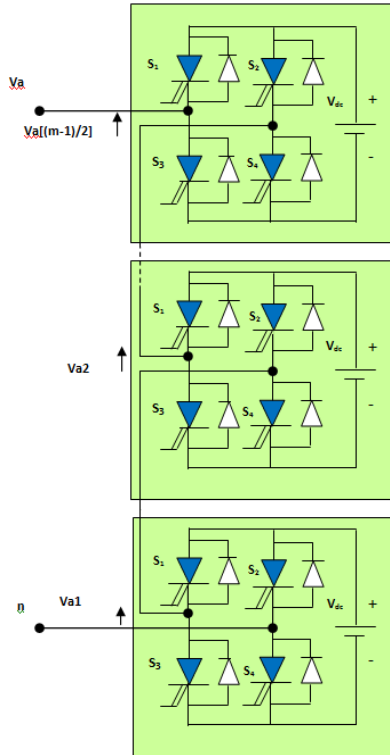 Va
Va[(m-1)/2]
S1
S2
S3
S4
Vdc
+
-
Va2
S1
S2
S3
S4
Vdc
+
-
n
Va1
S1
S2
S3
S4
Vdc
+
-